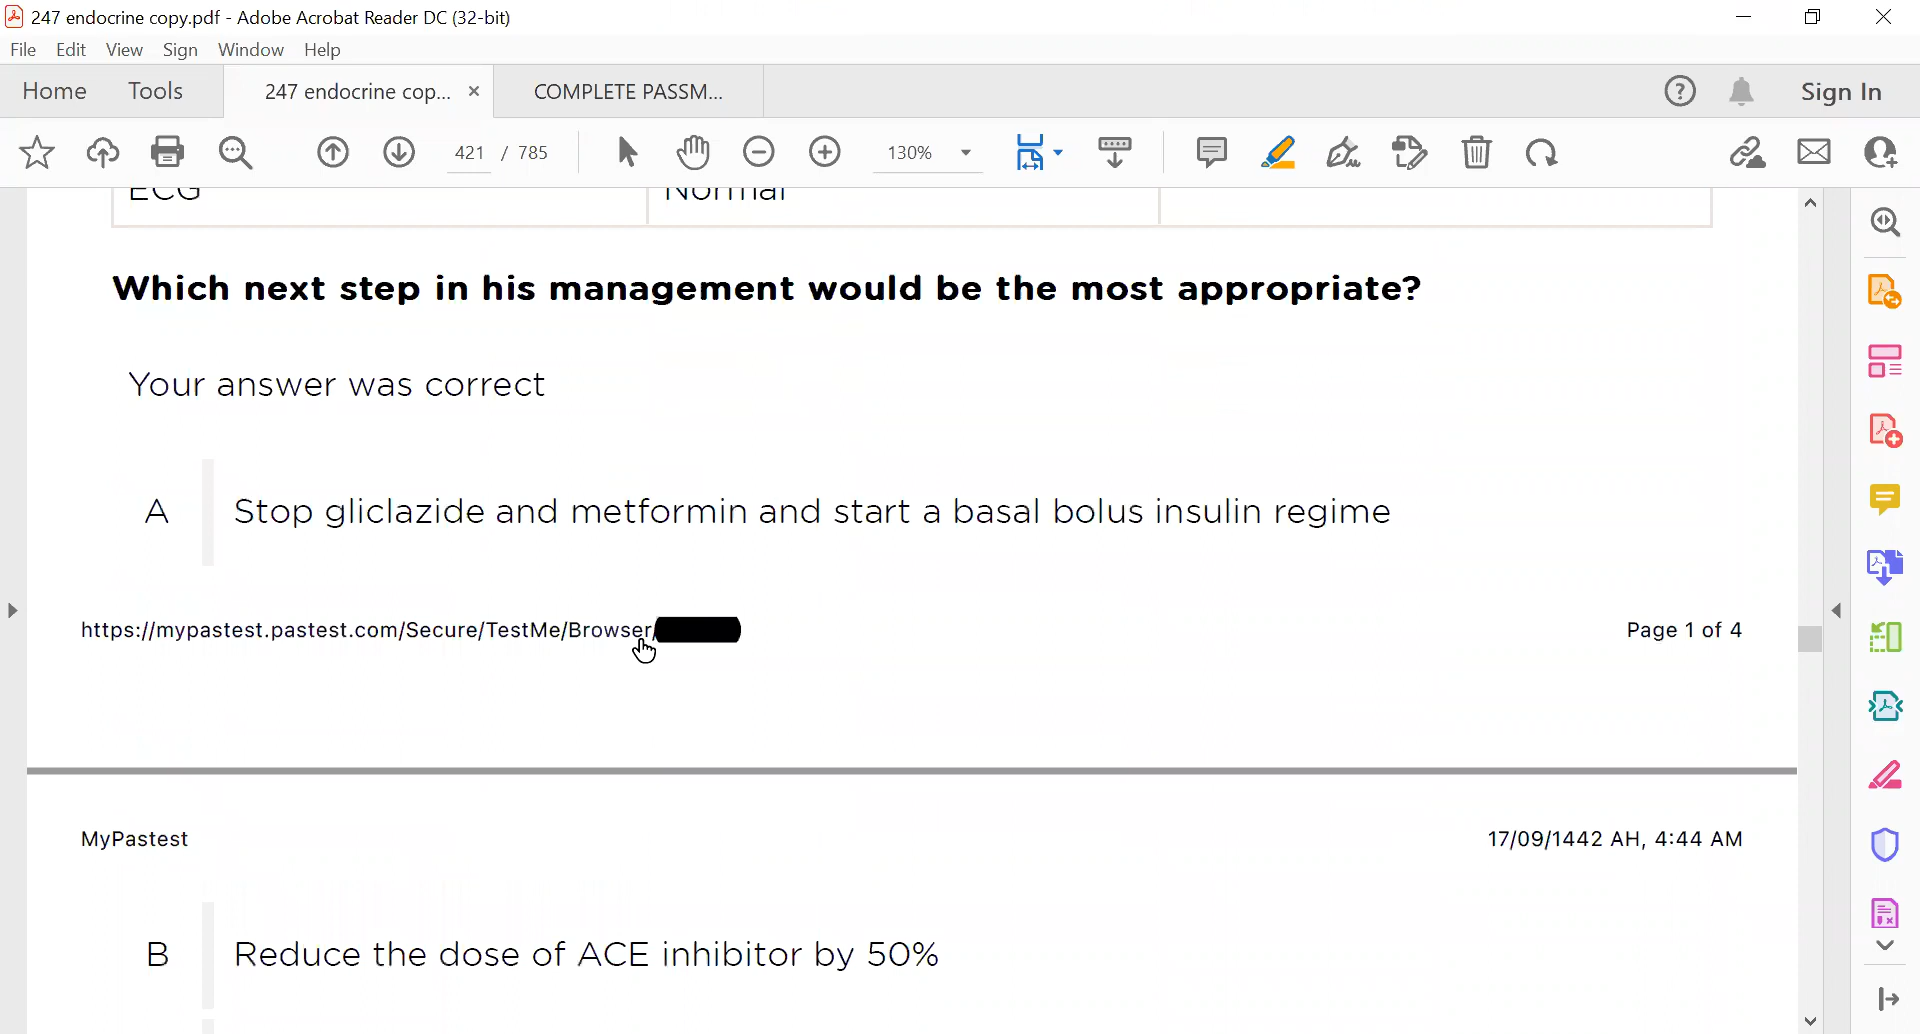 247 endocrine copy.pdf - Adobe Acrobat Reader DC (32-bit)
File Edit View Sign Window Help
Home Tools 247 endocrine cop... × COMPLETE PASSM... Sign In
421 / 785 130%
ECG Normal
Which next step in his management would be the most appropriate?
Your answer was correct
A Stop gliclazide and metformin and start a basal bolus insulin regime
https://mypastest.pastest.com/Secure/TestMe/Browser/ Page 1 of 4
MyPastest 17/09/1442 AH, 4:44 AM
B Reduce the dose of ACE inhibitor by 50%